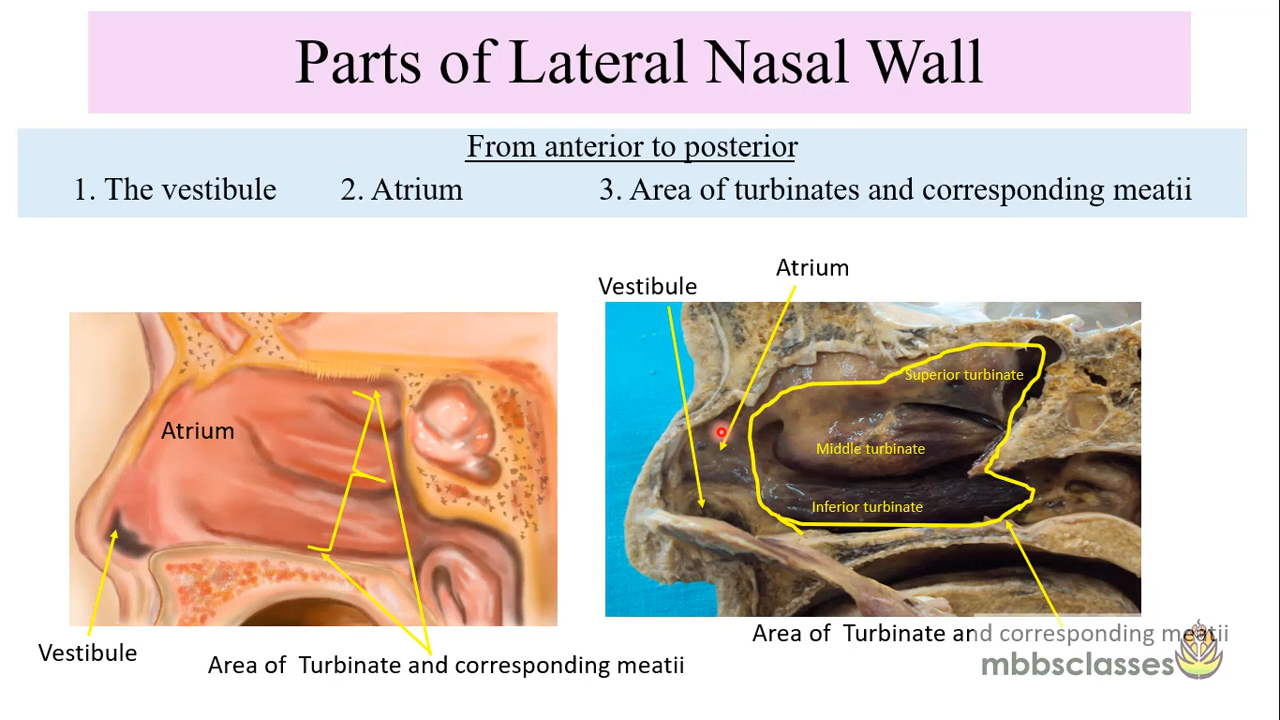 Parts of Lateral Nasal Wall
From anterior to posterior
1. The vestibule 2. Atrium 3. Area of turbinates and corresponding meatii
Atrium
Vestibule
Area of Turbinate and corresponding meatii
Vestibule
Atrium
Superior turbinate
Middle turbinate
Inferior turbinate
Area of Turbinate and corresponding meatii
mbbsclasses